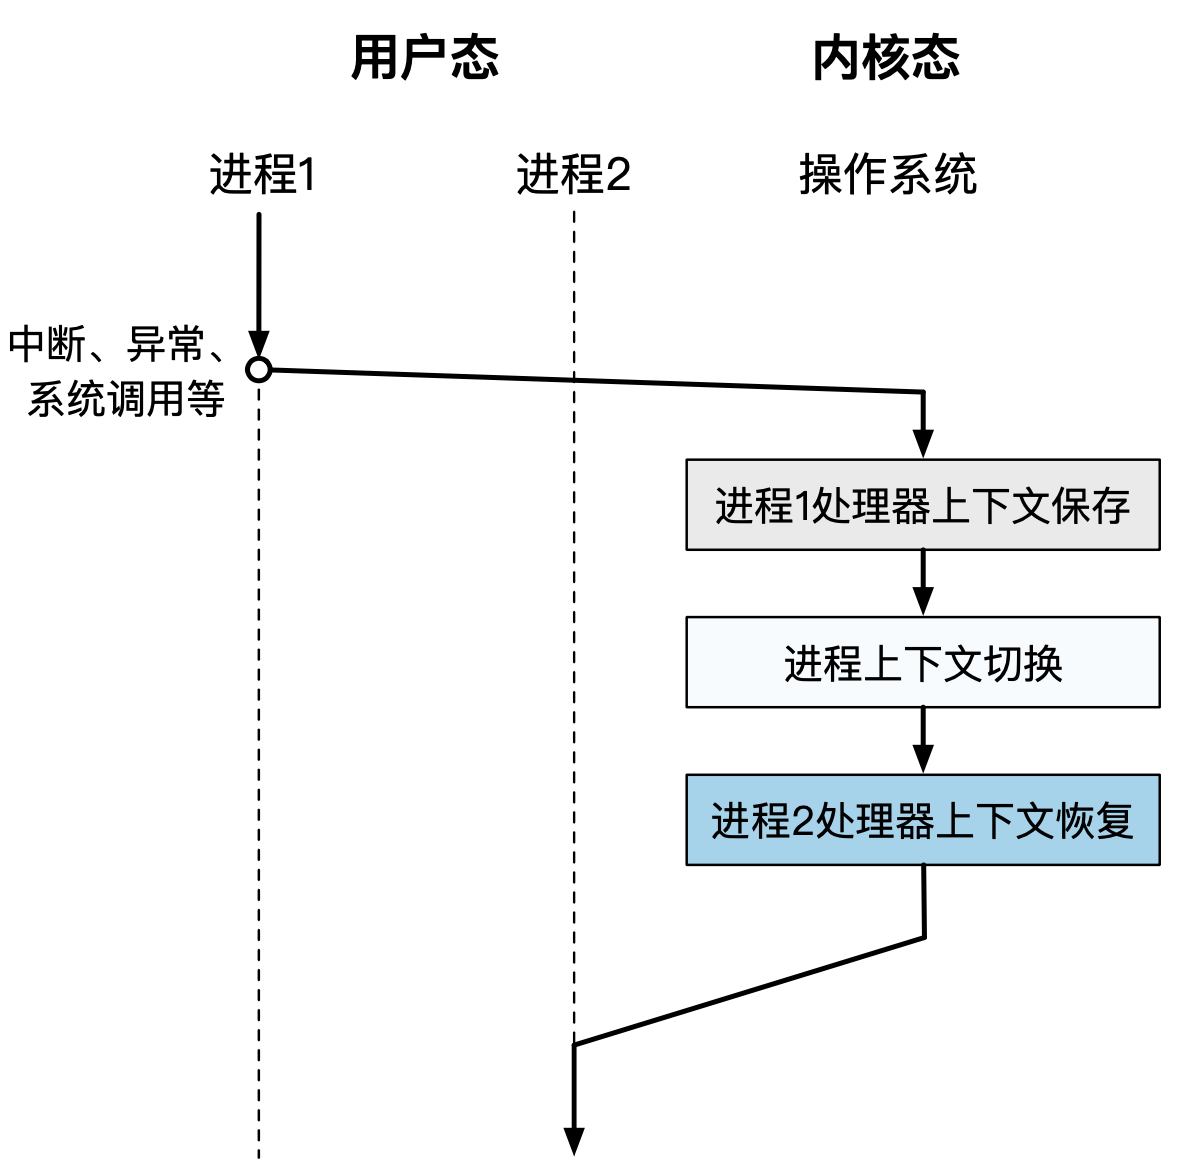 用户态
内核态
进程1
进程2
操作系统
中断、异常、
系统调用等
进程1处理器上下文保存
进程上下文切换
进程2处理器上下文恢复